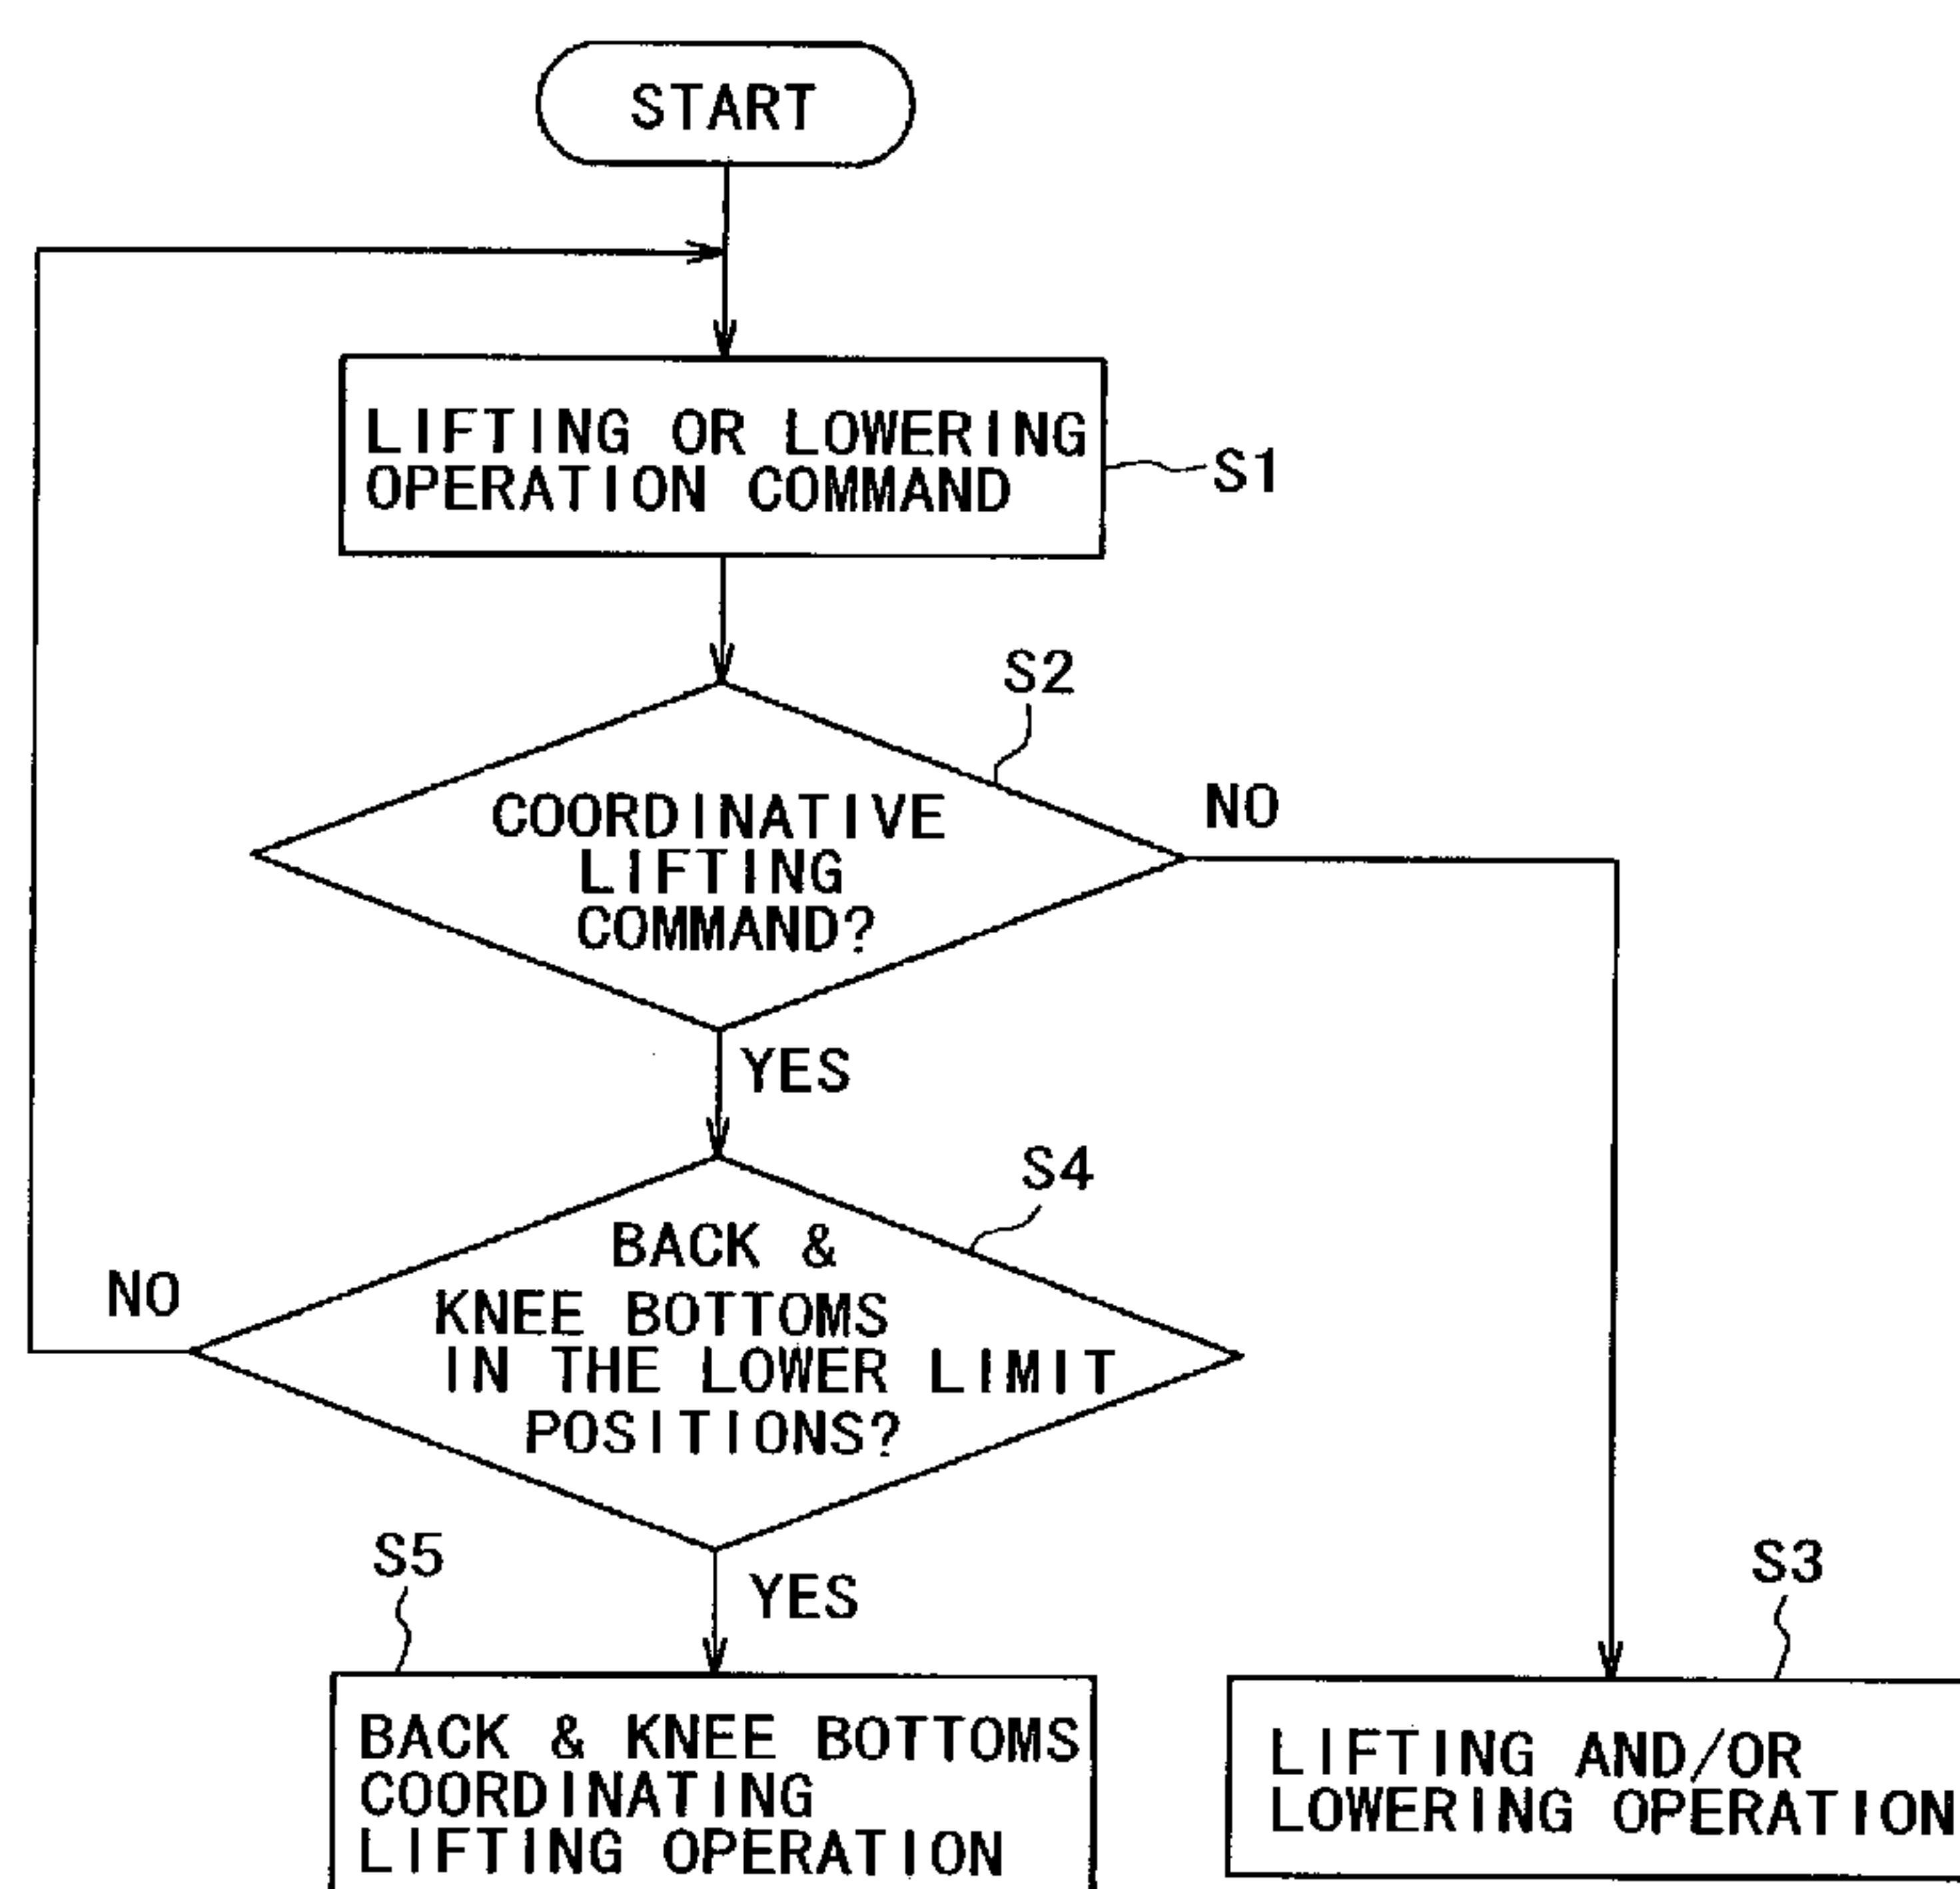 START
LIFTING OR LOWERING
OPERATION COMMAND
S1
S2
COORDINATIVE
LIFTING
COMMAND?
NO
YES
S4
BACK &
KNEE BOTTOMS
IN THE LOWER LIMIT
POSITIONS?
NO
YES
S5
BACK & KNEE BOTTOMS
COORDINATING
LIFTING OPERATION
S3
LIFTING AND/OR
LOWERING OPERATION